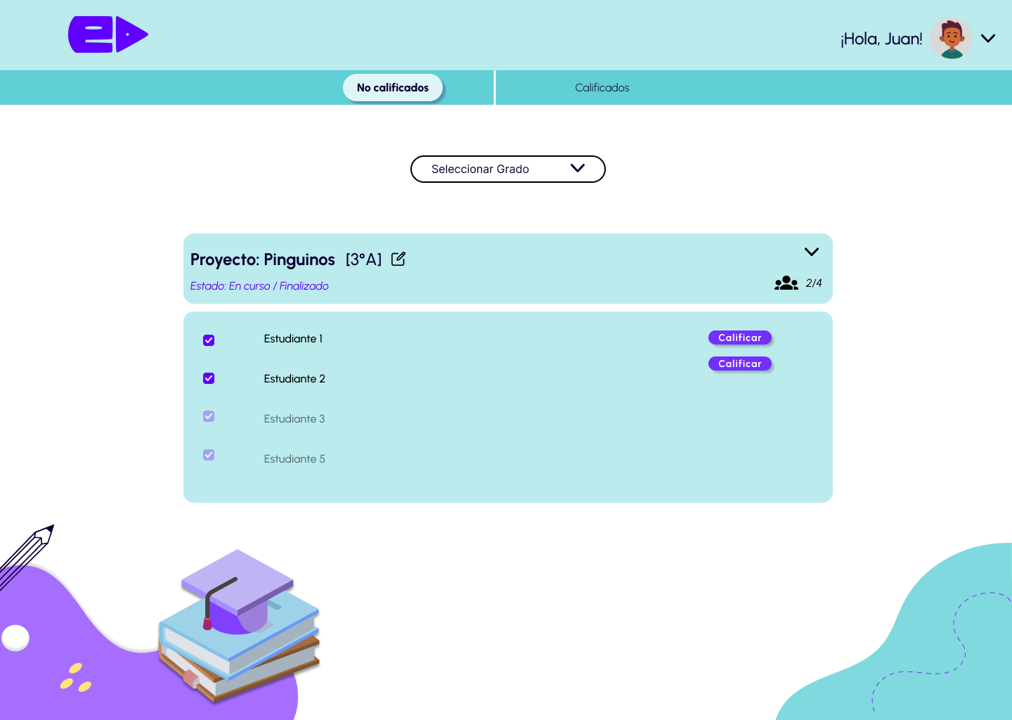 ¡Hola, Juan!
No calificados
Calificados
Seleccionar Grado
Proyecto: Pinguinos [3°A]
Estado: En curso / Finalizado
2/4
Estudiante 1
Calificar
Calificar
Estudiante 2
Estudiante 3
Estudiante 5